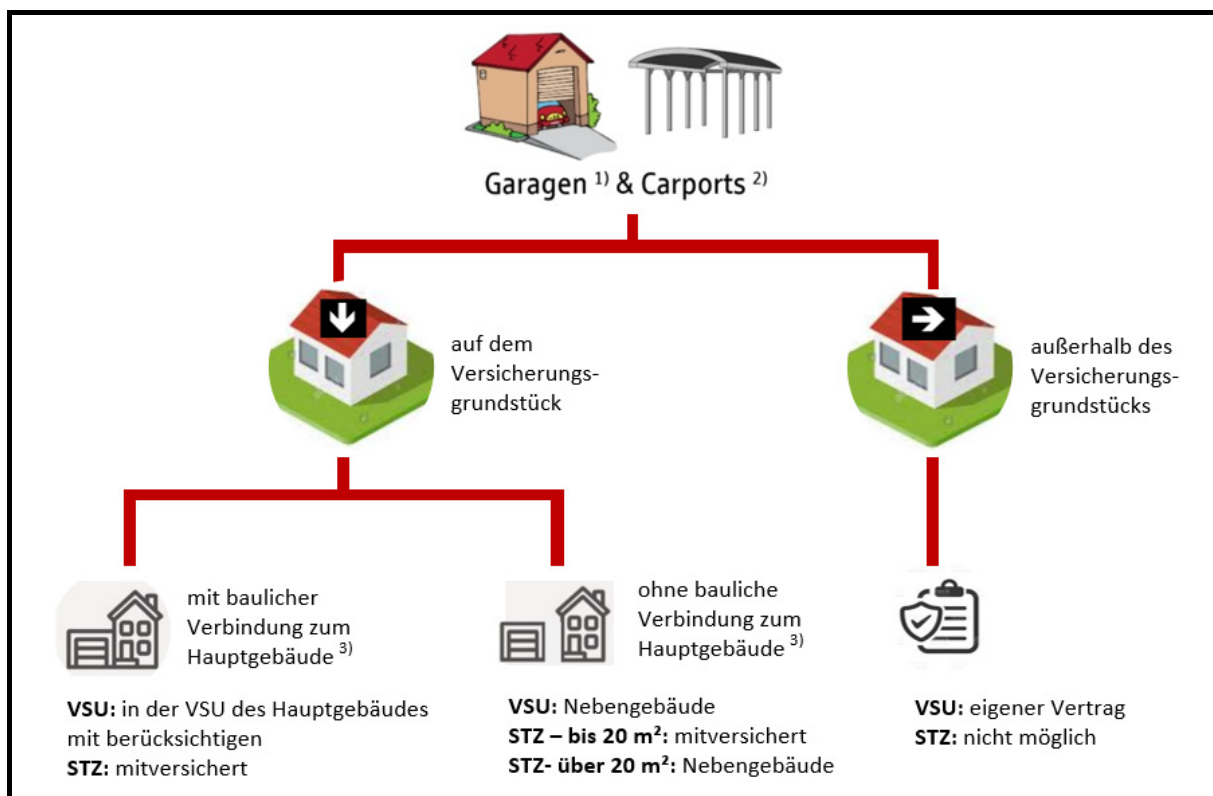 Garagen ¹⁾ & Carports ²⁾
auf dem
Versicherungs-
grundstück
außerhalb des
Versicherungs-
grundstücks
mit baulicher
Verbindung zum
Hauptgebäude ³⁾
VSU: in der VSU des Hauptgebäudes
mit berücksichtigen
STZ: mitversichert
ohne bauliche
Verbindung zum
Hauptgebäude ³⁾
VSU: Nebengebäude
STZ – bis 20 m²: mitversichert
STZ- über 20 m²: Nebengebäude
VSU: eigener Vertrag
STZ: nicht möglich